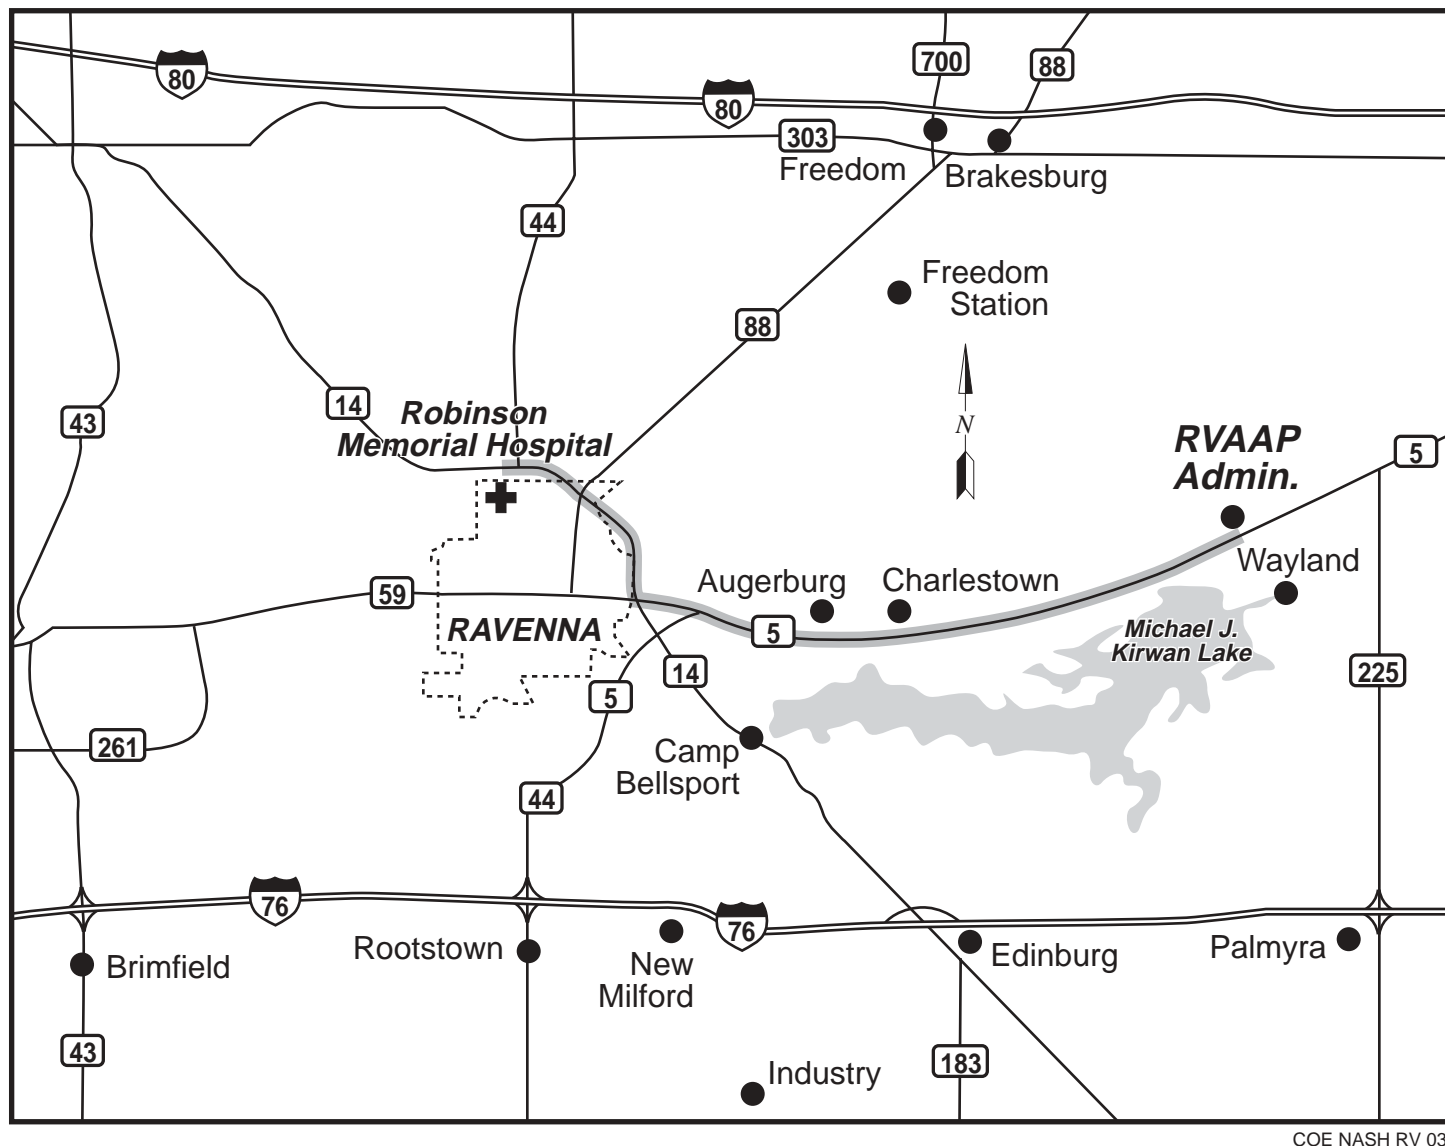 700
88
80
80
303
Freedom
Brakesburg
44
Freedom
Station
88
14
Robinson
Memorial Hospital
43
N
RVAAP
Admin.
5
Wayland
Augerburg
Charlestown
59
RAVENNA
5
Michael J.
Kirwan Lake
14
225
5
261
Camp
Bellsport
44
76
76
Brimfield
Rootstown
New
Milford
Edinburg
Palmyra
43
183
Industry
COE NASH RV 03